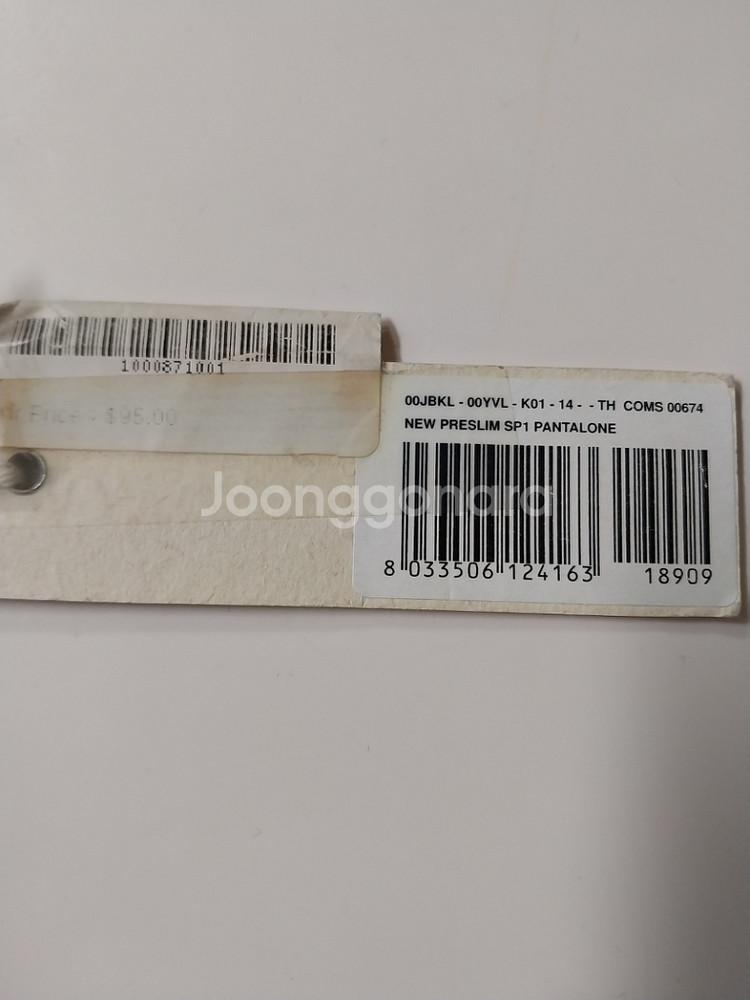 1000871001
Price : $95.00
00JBKL - 00YVL - K01 - 14 - - TH COMS 00674
NEW PRESLIM SP1 PANTALONE
8 033506 124163 18909
Joonggonara